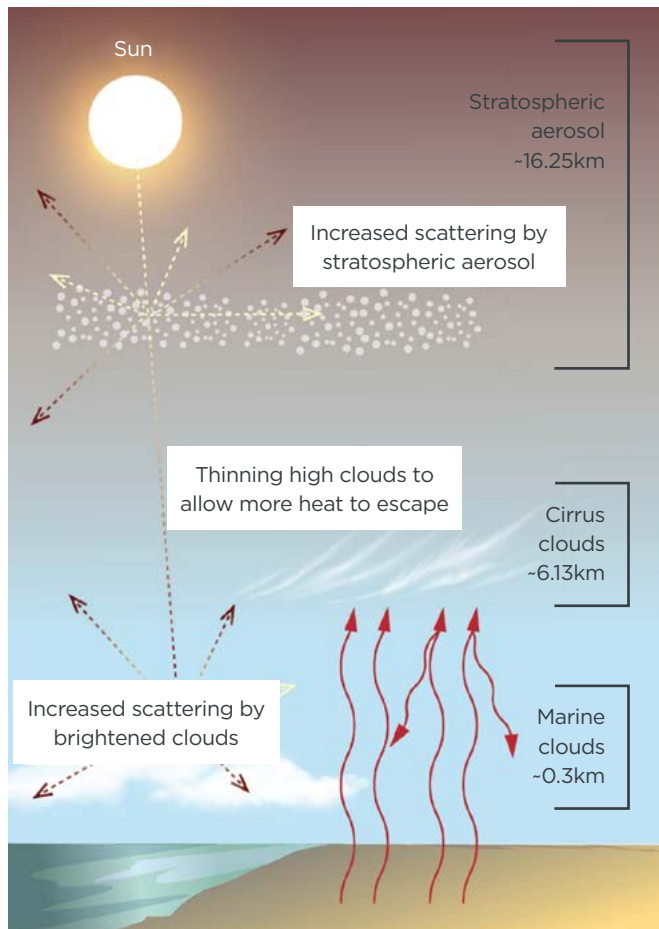 Sun
Stratospheric
aerosol
~16.25km
Increased scattering by
stratospheric aerosol
Thinning high clouds to
allow more heat to escape
Cirrus
clouds
~6.13km
Increased scattering by
brightened clouds
Marine
clouds
~0.3km